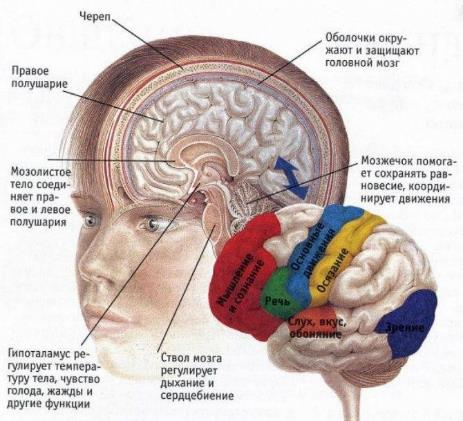 Череп
Оболочки окру-
жают и защищают
головной мозг
Правое
полушарие
Мозолистое
тело соеди-
няет пра-
вое и левое
полушария
Мозжечок помога-
ет сохранять рав-
новесие, коорди-
нирует движения
Мышление
и сознание
Речь
Основные
движения
Осязание
Слух, вкус,
обоняние
Зрение
Гипоталамус ре-
гулирует темпера-
туру тела, чувство
голода, жажды и
другие функции
Ствол мозга
регулирует
дыхание и
сердцебиение